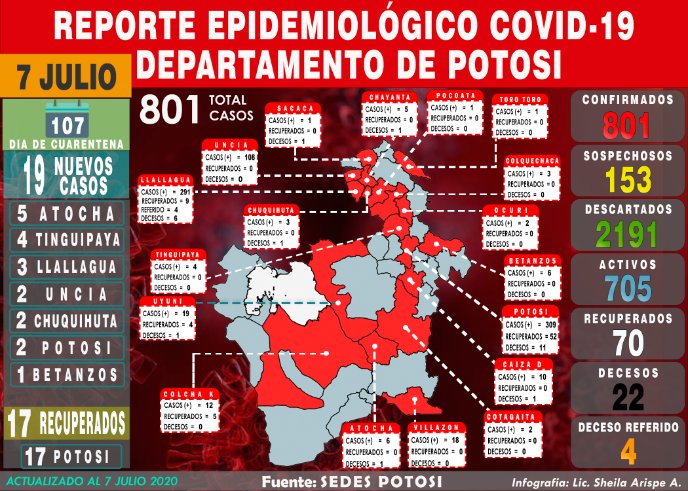 REPORTE EPIDEMIOLÓGICO COVID-19
DEPARTAMENTO DE POTOSI
7 JULIO
107
DIA DE CUARENTENA
19 NUEVOS
CASOS
5 ATOCHA
4 TINGUIPAYA
3 LLALLAGUA
2 UNCIA
2 CHUQUIHUTA
2 POTOSI
1 BETANZOS
17 RECUPERADOS
17 POTOSI
801 TOTAL
CASOS
SACACA
CASOS (+) = 1
RECUPERADOS = 0
DECESOS = 1
CHAYANTA
CASOS (+) = 5
RECUPERADOS = 0
DECESOS = 0
POCOATA
CASOS (+) = 1
RECUPERADOS = 0
DECESOS = 1
TORO TORO
CASOS (+) = 1
RECUPERADOS = 0
DECESOS = 0
UNCIA
CASOS (+) = 108
RECUPERADOS = 0
DECESOS = 0
COLQUECHACA
CASOS (+) = 3
RECUPERADOS = 0
DECESOS = 0
LLALLAGU
CASOS (+) = 291
RECUPERADOS = 9
REFERIDO = 4
DECESOS = 6
CHUQUIHUTA
CASOS (+) = 3
RECUPERADOS = 0
DECESOS = 1
OCURI
CASOS (+) = 2
RECUPERADOS = 0
DECESOS = 0
TINGUIPAYA
CASOS (+) = 4
RECUPERADOS = 0
DECESOS = 0
BETANZOS
CASOS (+) = 6
RECUPERADOS = 0
DECESOS = 0
UYUNI
CASOS (+) = 19
RECUPERADOS = 4
DECESOS = 1
POTOSI
CASOS (+) = 309
RECUPERADOS = 52
DECESOS = 11
CAIZA D
CASOS (+) = 10
RECUPERADOS = 0
DECESOS = 1
COLCHA K
CASOS (+) = 12
RECUPERADOS = 5
DECESOS = 0
ATOCHA
CASOS (+) = 6
RECUPERADOS = 0
DECESOS = 1
VILLAZON
CASOS (+) = 18
RECUPERADOS = 0
DECESOS = 0
COTAGAITA
CASOS (+) = 2
RECUPERADOS = 0
DECESOS = 0
CONFIRMADOS
801
SOSPECHOSOS
153
DESCARTADOS
2191
ACTIVOS
705
RECUPERADOS
70
DECESOS
22
DECESO REFERIDO
4
ACTUALIZADO AL 7 JULIO 2020
Fuente: SEDES POTOSI
Infografía: Lic. Sheila Arispe A.